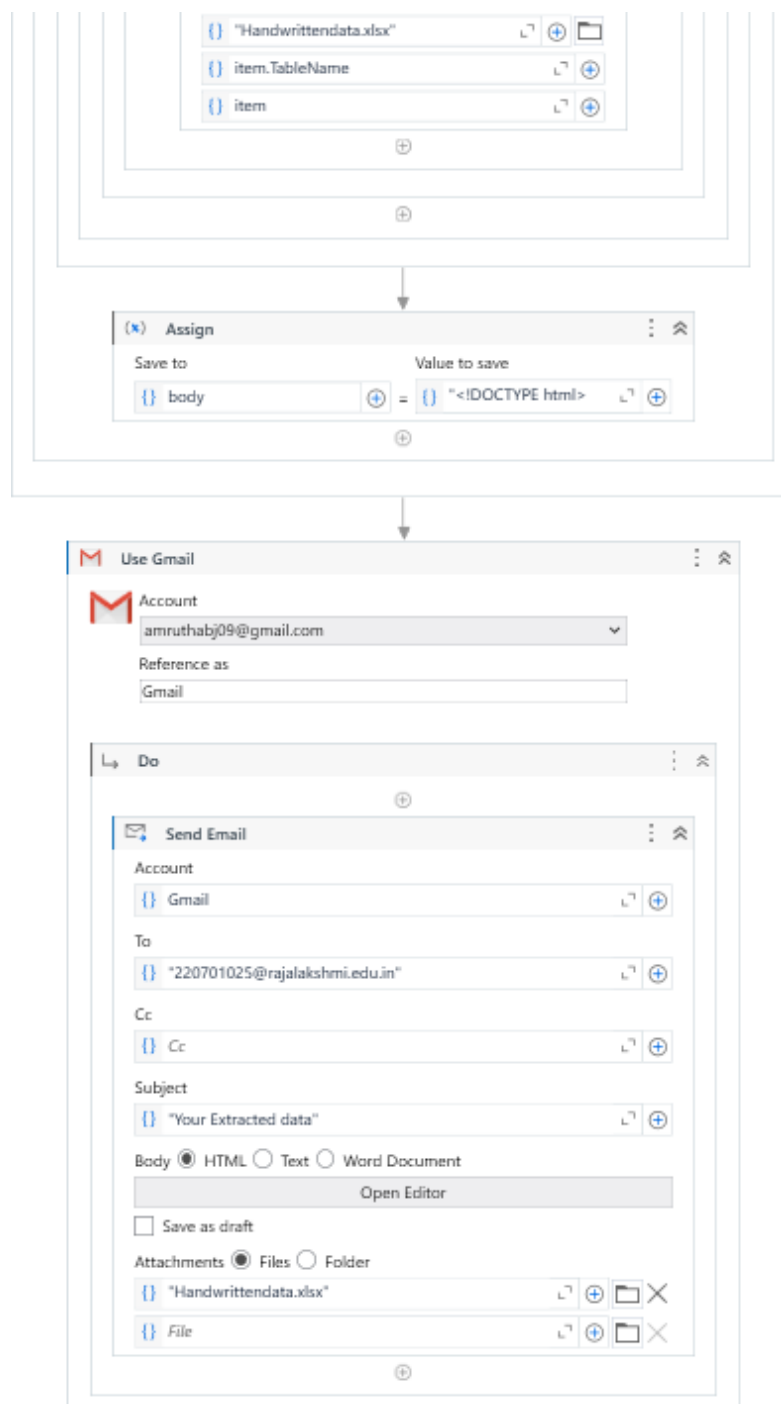 {} "Handwrittendata.xlsx"
{} item.TableName
{} item
(x) Assign
Save to Value to save
{} body = {} "<!DOCTYPE html>
Use Gmail
Account
amruthabj09@gmail.com
Reference as
Gmail
Do
Send Email
Account
{} Gmail
To
{} "220701025@rajalakshmi.edu.in"
Cc
{} Cc
Subject
{} "Your Extracted data"
Body HTML Text Word Document
Open Editor
Save as draft
Attachments Files Folder
{} "Handwrittendata.xlsx"
{} File